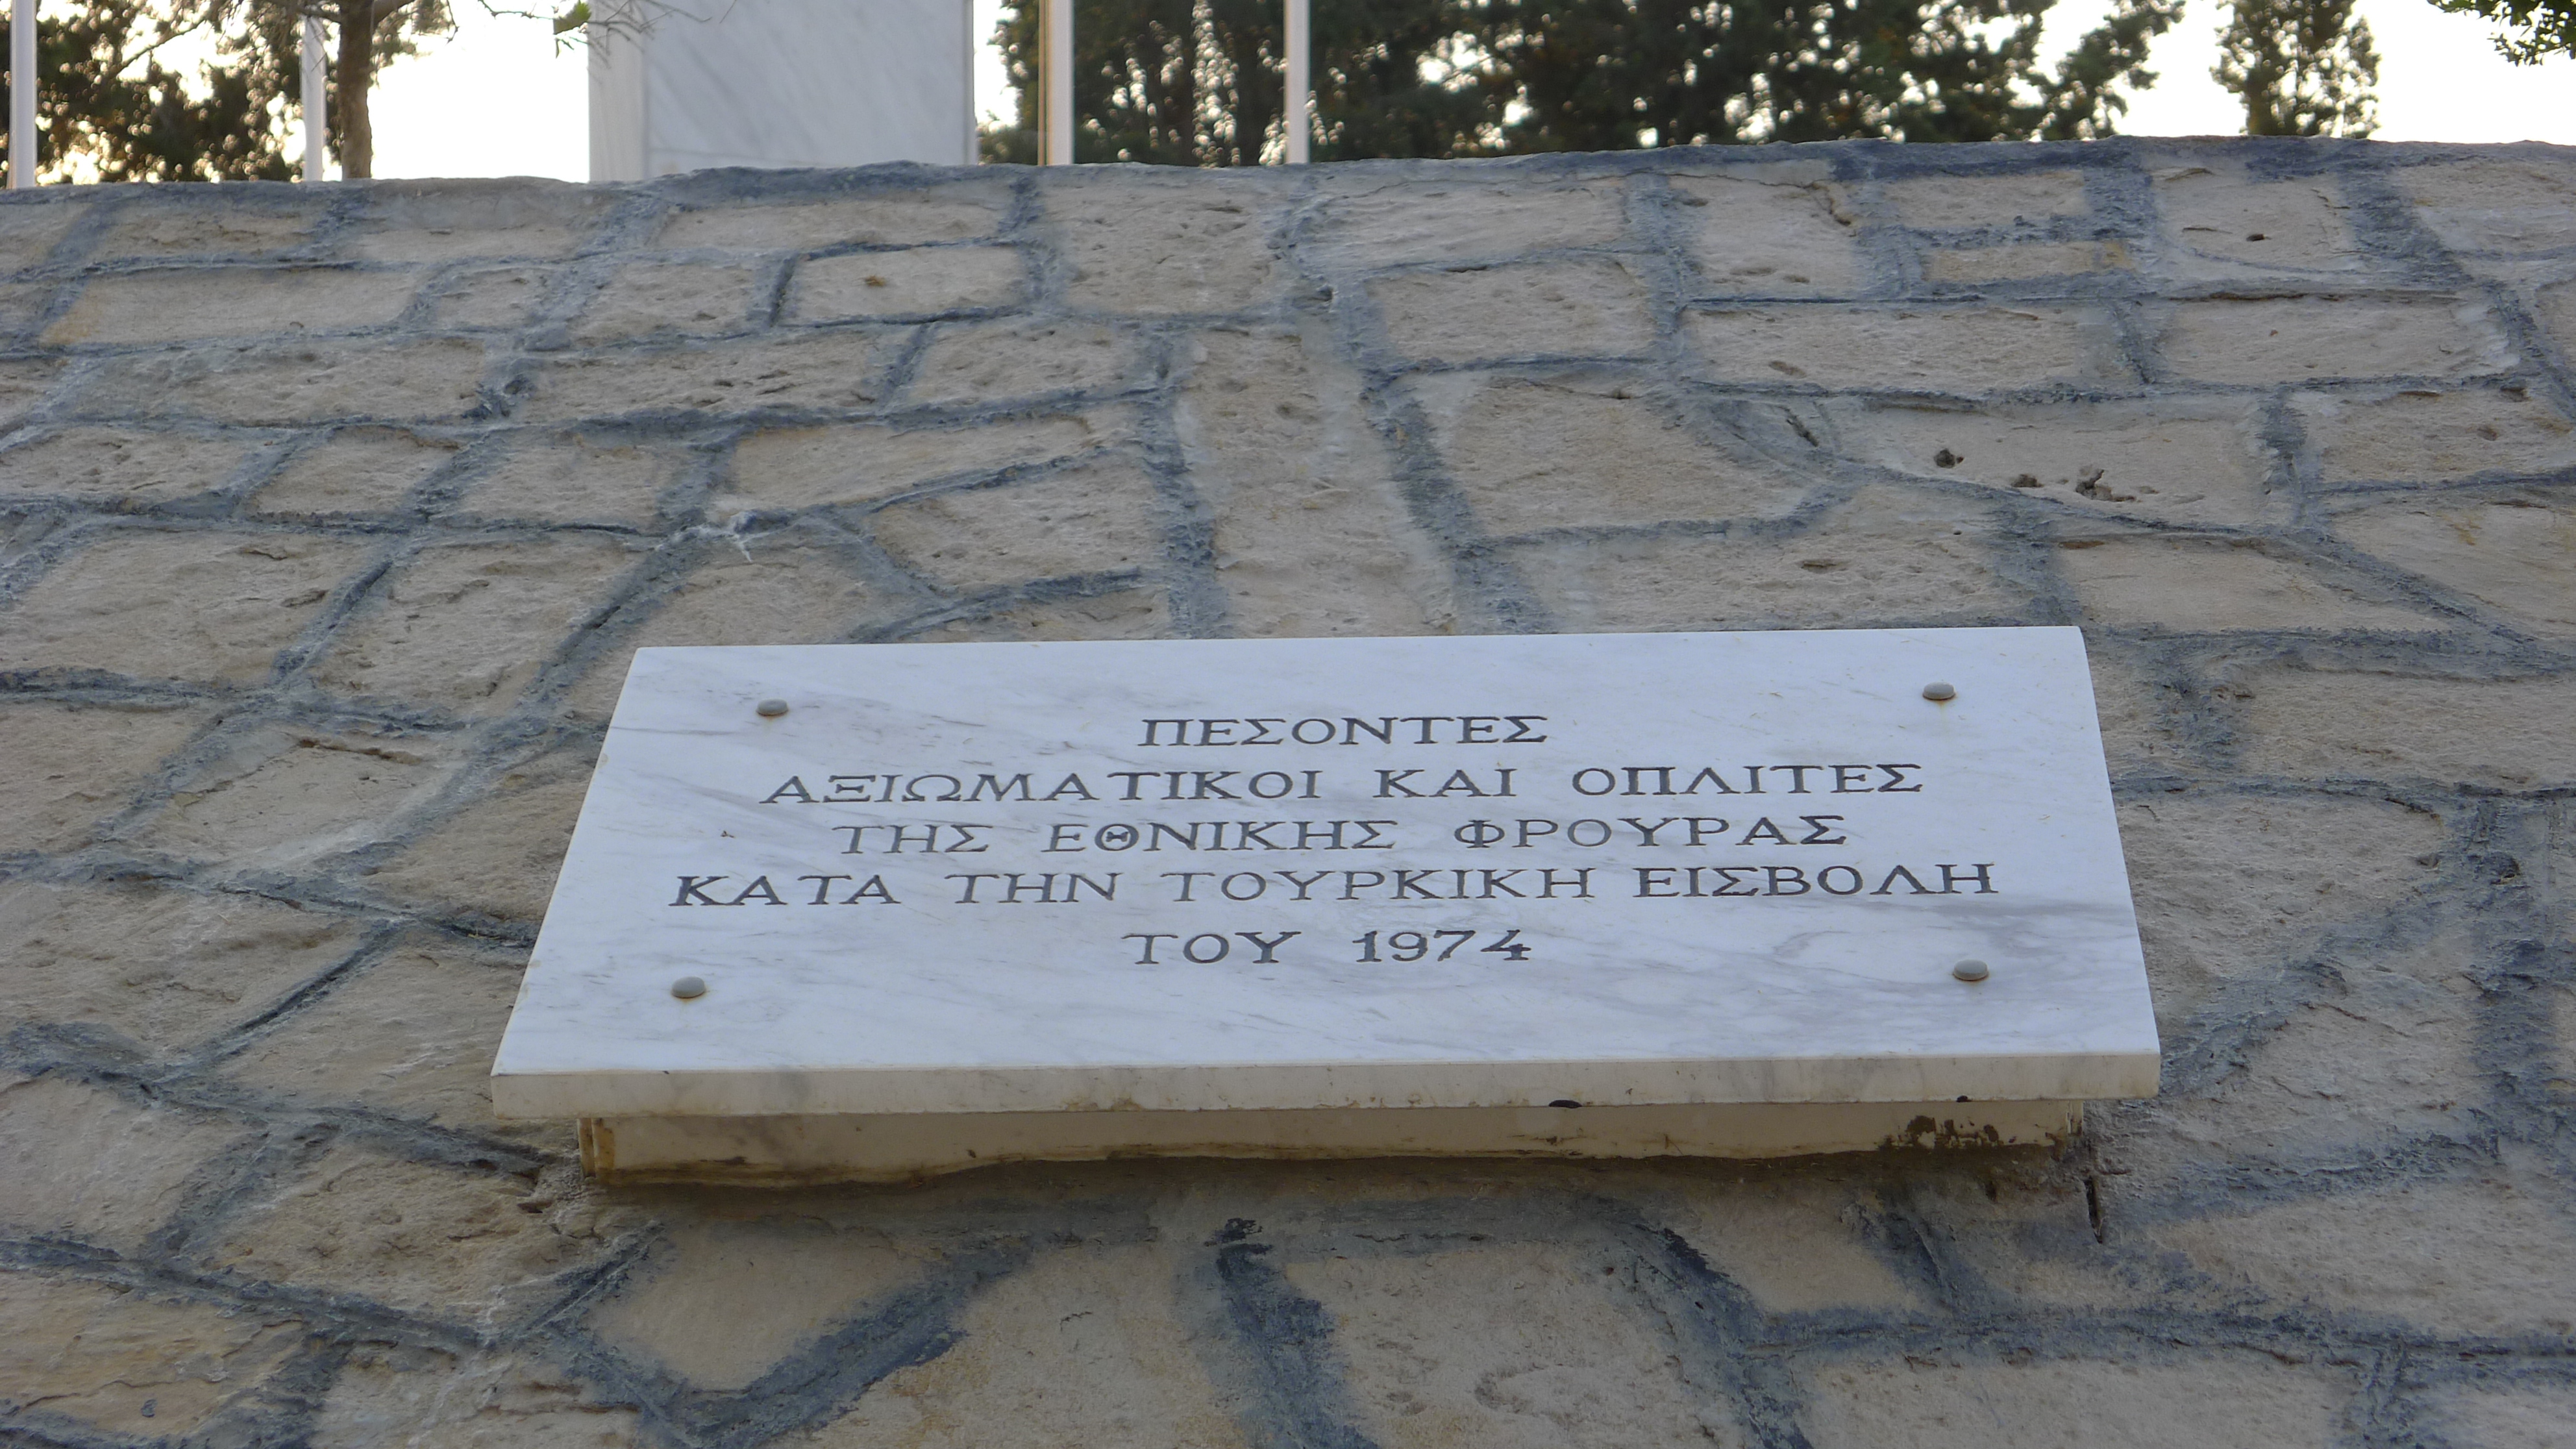 ΠΕΣΟΝΤΕΣ
ΑΞΙΩΜΑΤΙΚΟΙ ΚΑΙ ΟΠΛΙΤΕΣ
ΤΗΣ ΕΘΝΙΚΗΣ ΦΡΟΥΡΑΣ
ΚΑΤΑ ΤΗΝ ΤΟΥΡΚΙΚΗ ΕΙΣΒΟΛΗ
ΤΟΥ 1974